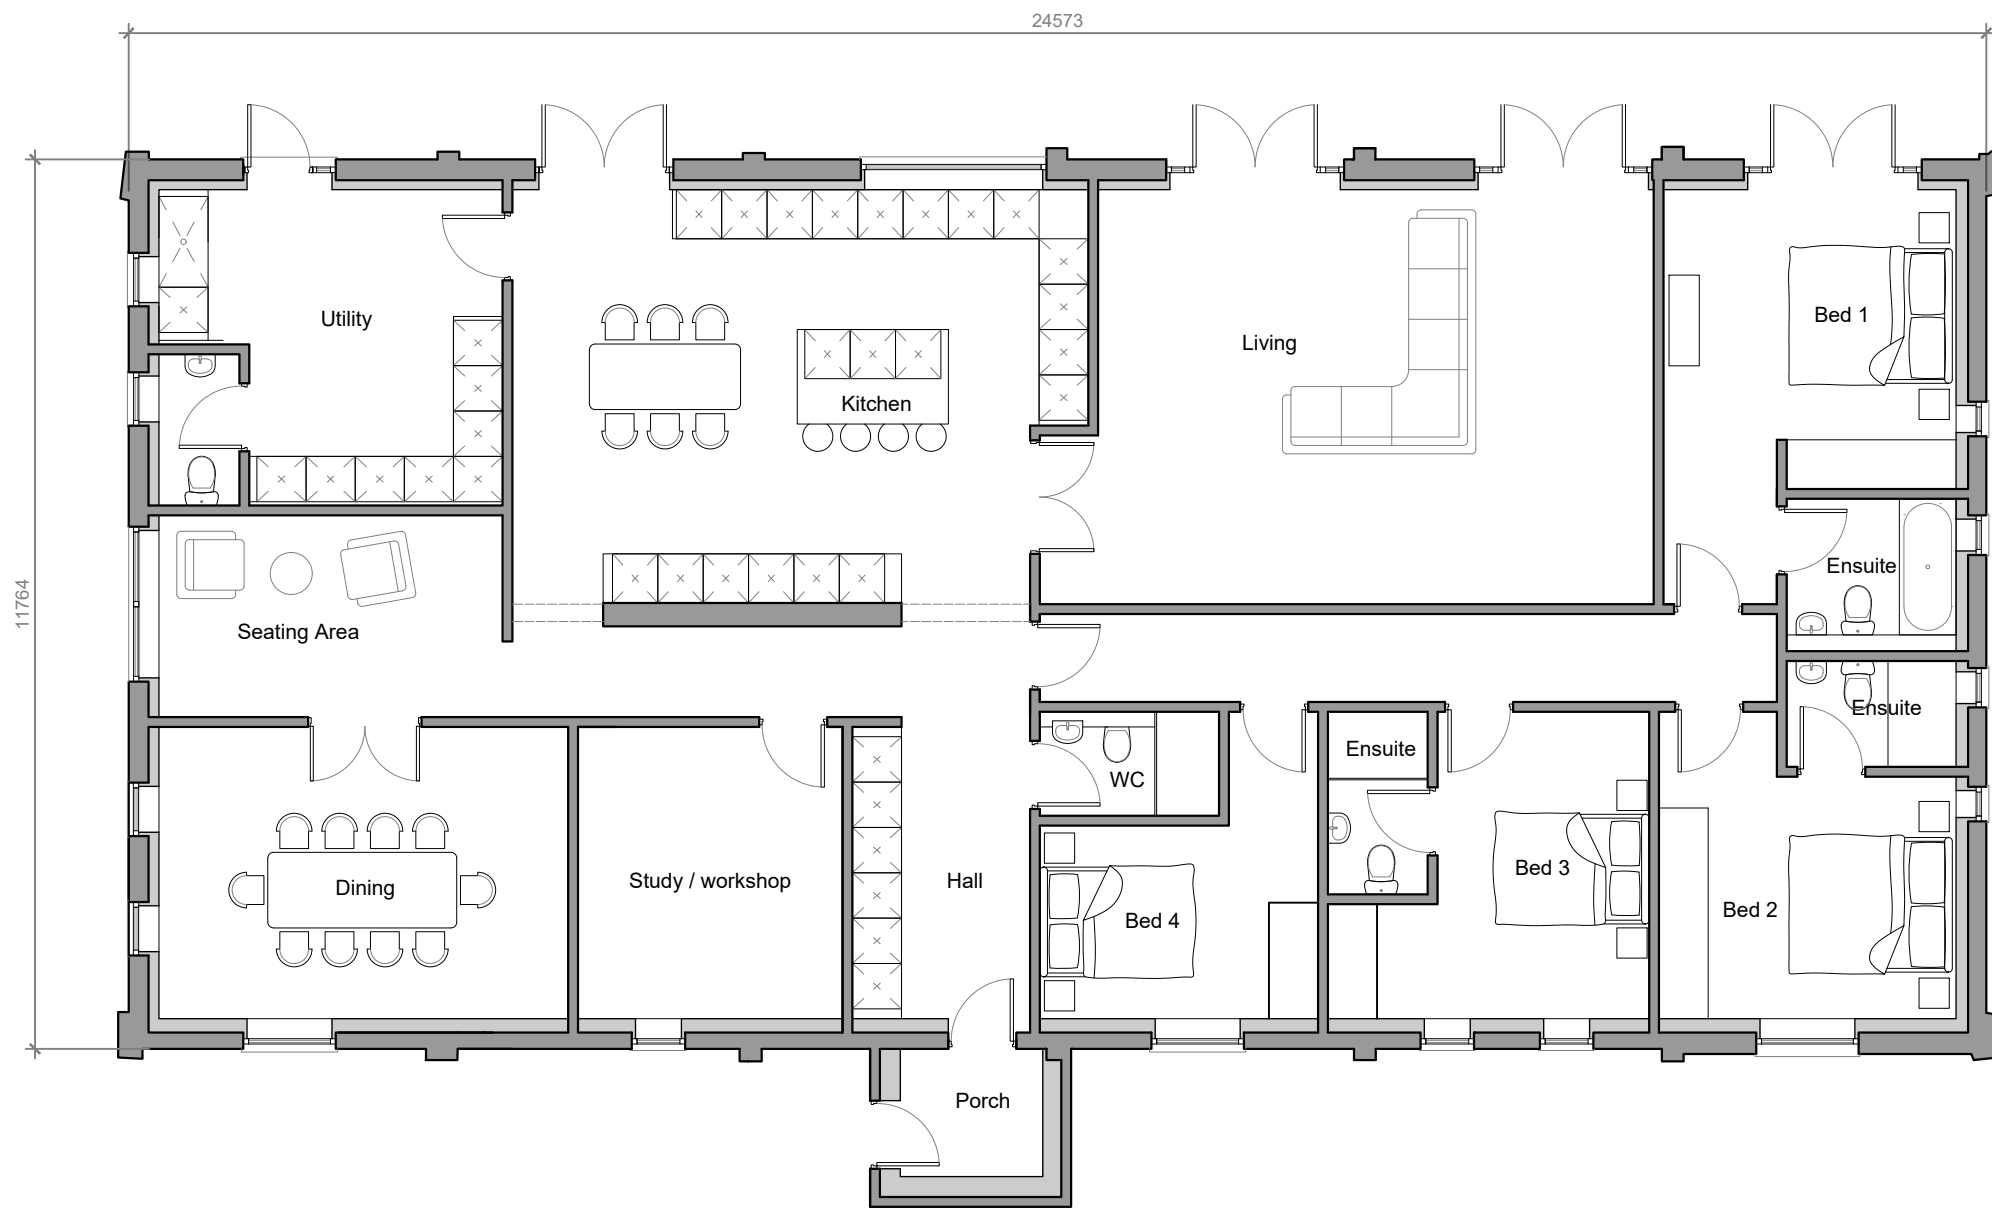 24573
11764
Utility
Kitchen
Living
Bed 1
Ensuite
Seating Area
Ensuite
Ensuite
WC
Dining
Study / workshop
Hall
Bed 4
Bed 3
Bed 2
Porch